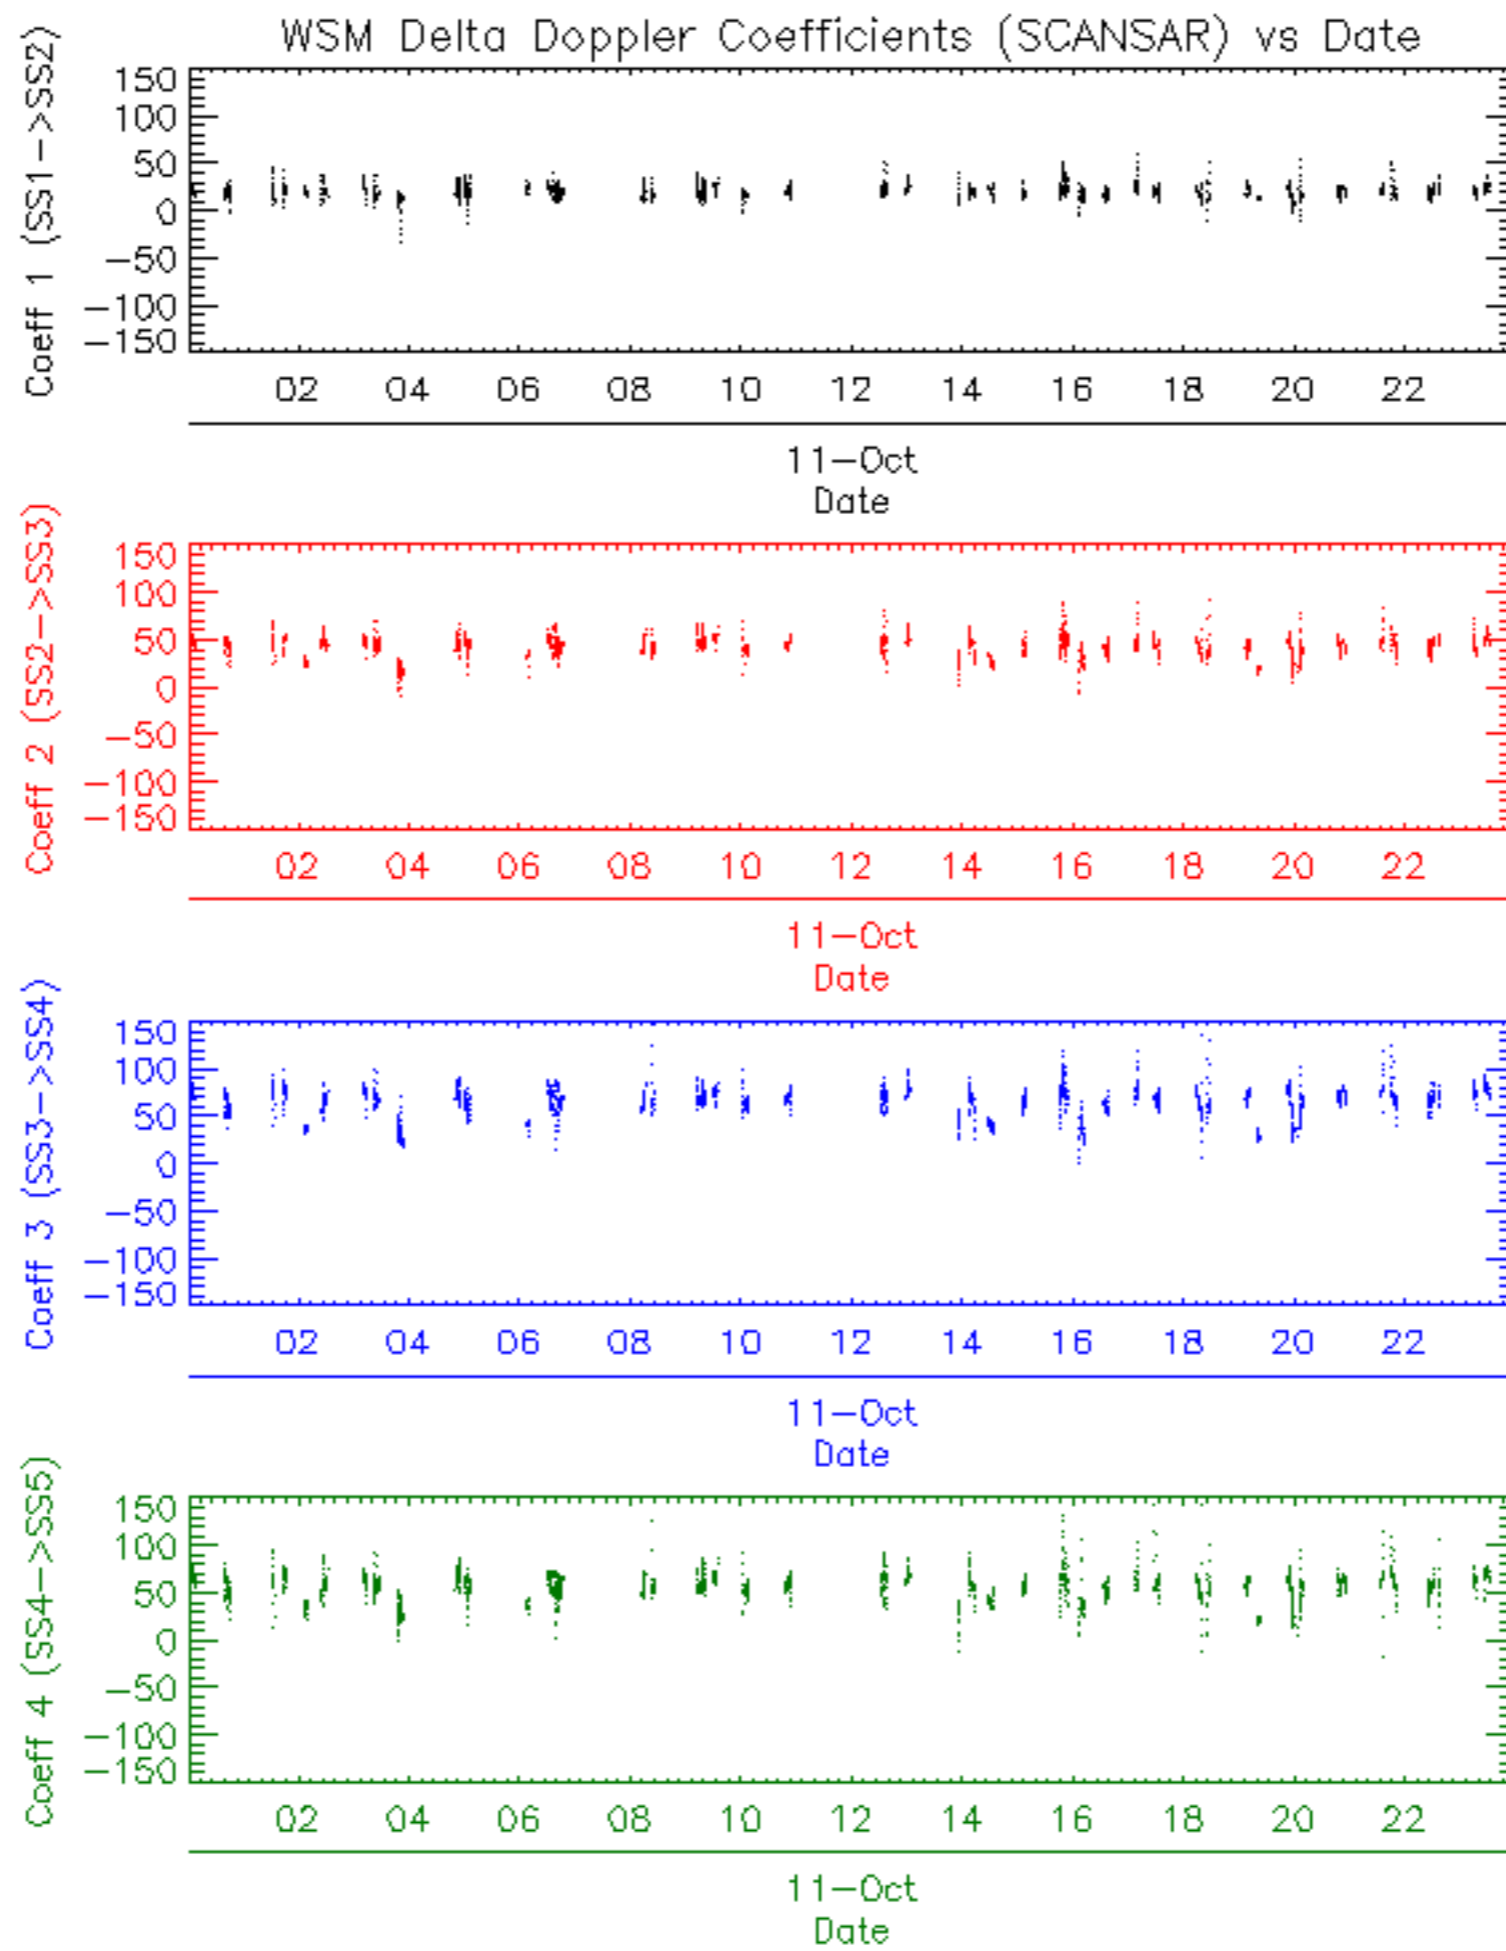 WSM Delta Doppler Coefficients (SCANSAR) vs Date
Coeff 1 (SS1->SS2)
150
100
50
0
-50
-100
-150
02 04 06 08 10 12 14 16 18 20 22
11-Oct
Date
Coeff 2 (SS2->SS3)
150
100
50
0
-50
-100
-150
02 04 06 08 10 12 14 16 18 20 22
11-Oct
Date
Coeff 3 (SS3->SS4)
150
100
50
0
-50
-100
-150
02 04 06 08 10 12 14 16 18 20 22
11-Oct
Date
Coeff 4 (SS4->SS5)
150
100
50
0
-50
-100
-150
02 04 06 08 10 12 14 16 18 20 22
11-Oct
Date